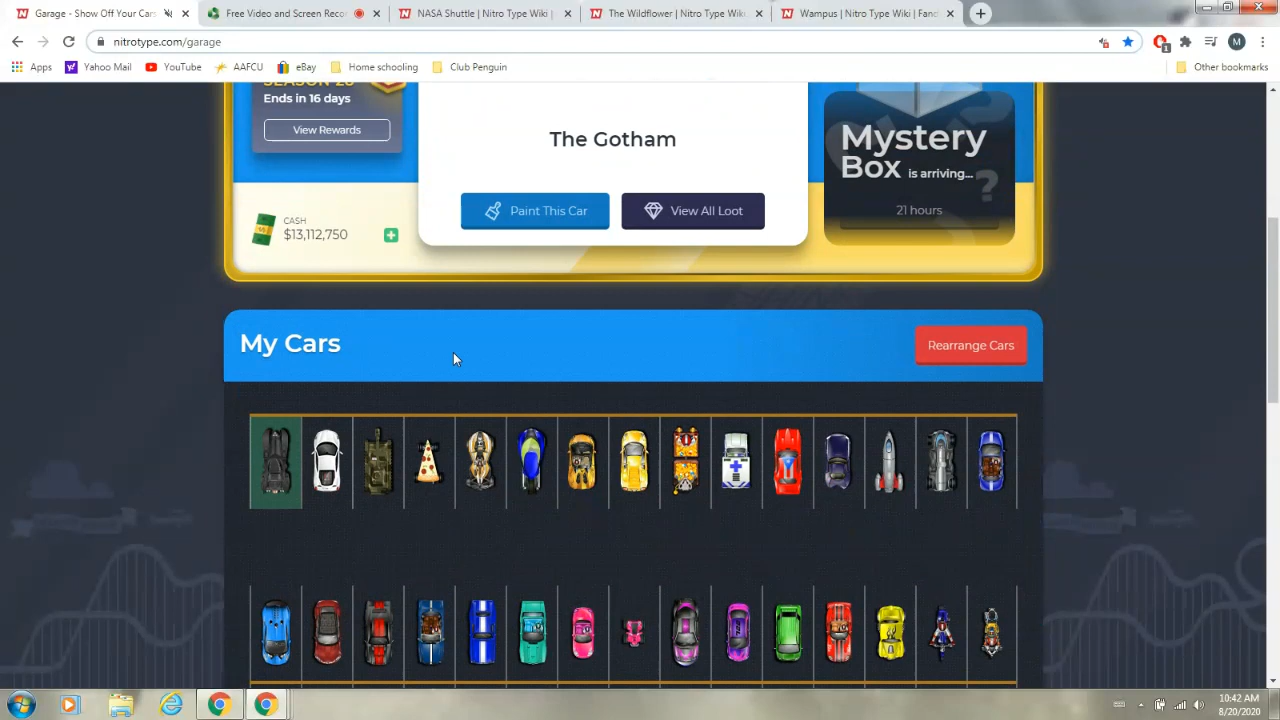 Garage - Show Off Your Cars
Free Video and Screen Recor
NASA Shuttle | Nitro Type Wiki |
The Wildflower | Nitro Type Wiki
Wampus | Nitro Type Wiki | Fand
nitrotype.com/garage
1
M
Apps
Yahoo Mail
YouTube
AAFCU
eBay
Home schooling
Club Penguin
Other bookmarks
Ends in 16 days
View Rewards
CASH
$13,112,750
The Gotham
Paint This Car
View All Loot
Mystery
Box is arriving...
21 hours
My Cars
Rearrange Cars
10:42 AM
8/20/2020